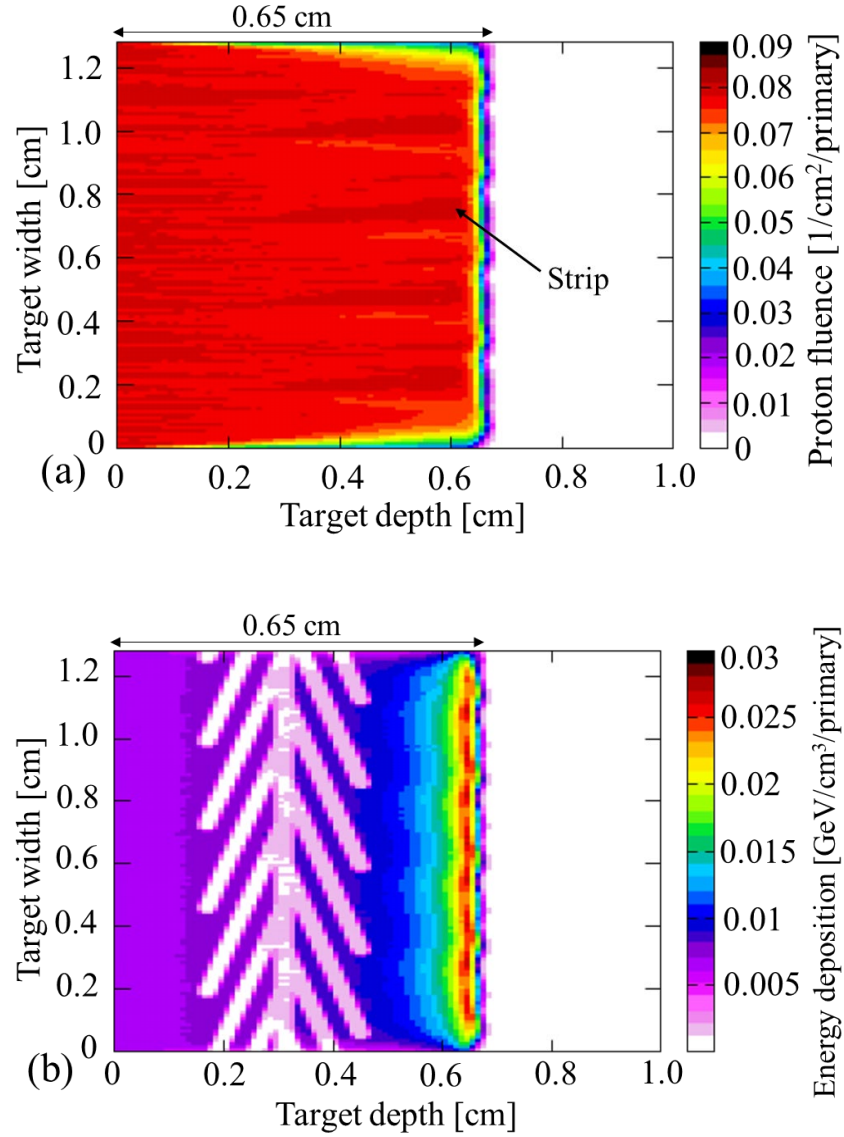 0.65 cm
1.2
1.0
0.8
0.6
0.4
0.2
0
Target width [cm]
Strip
0.09
0.08
0.07
0.06
0.05
0.04
0.03
0.02
0.01
0
Proton fluence [1/cm²/primary]
(a)
0 0.2 0.4 0.6 0.8 1.0
Target depth [cm]
0.65 cm
1.2
1.0
0.8
0.6
0.4
0.2
0
Target width [cm]
0.03
0.025
0.02
0.015
0.01
0.005
Energy deposition [GeV/cm³/primary]
(b)
0 0.2 0.4 0.6 0.8 1.0
Target depth [cm]